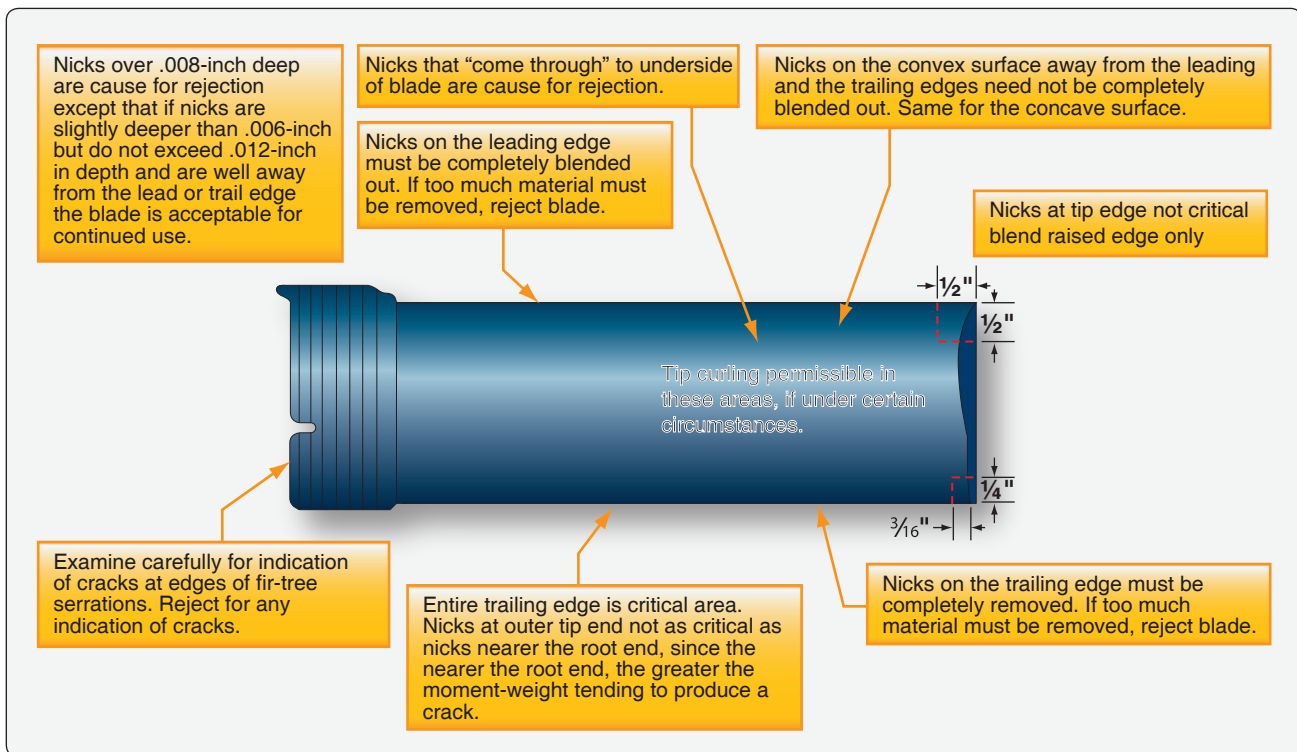 Nicks over .008-inch deep
are cause for rejection
except that if nicks are
slightly deeper than .006-inch
but do not exceed .012-inch
in depth and are well away
from the lead or trail edge
the blade is acceptable for
continued use.
Nicks that “come through” to underside
of blade are cause for rejection.
Nicks on the convex surface away from the leading
and the trailing edges need not be completely
blended out. Same for the concave surface.
Nicks on the leading edge
must be completely blended
out. If too much material must
be removed, reject blade.
Nicks at tip edge not critical
blend raised edge only
½"
½"
Tip curling permissible in
these areas, if under certain
circumstances.
¼"
3⁄16"
Examine carefully for indication
of cracks at edges of fir-tree
serrations. Reject for any
indication of cracks.
Entire trailing edge is critical area.
Nicks at outer tip end not as critical as
nicks nearer the root end, since the
nearer the root end, the greater the
moment-weight tending to produce a
crack.
Nicks on the trailing edge must be
completely removed. If too much
material must be removed, reject blade.